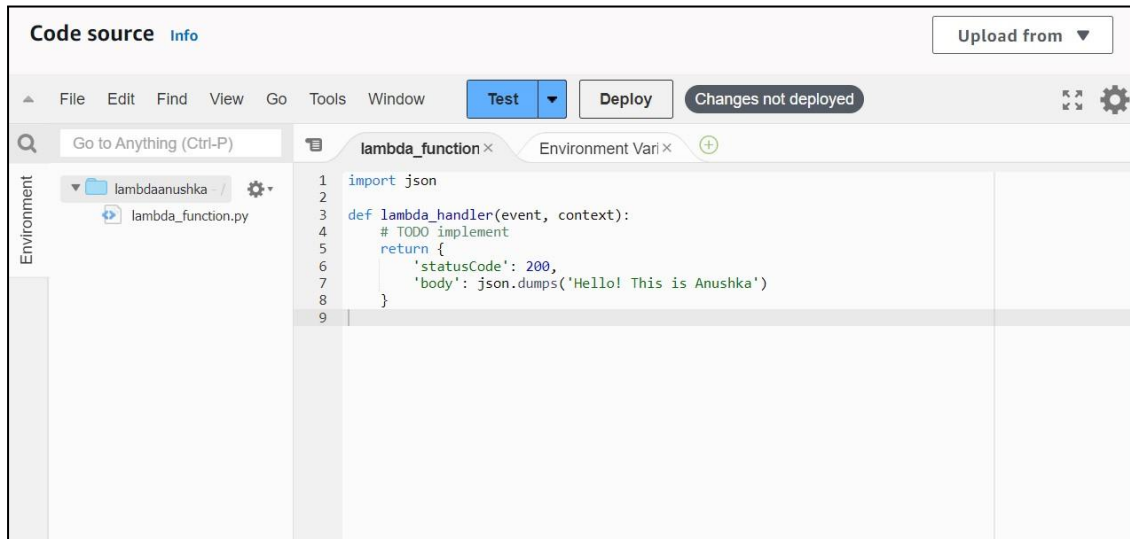 Code source Info
Upload from
File Edit Find View Go Tools Window Test Deploy Changes not deployed
Go to Anything (Ctrl-P)
lambda_function Environment Vari
Environment
lambdaanushka - /
lambda_function.py
1 import json
2
3 def lambda_handler(event, context):
4     # TODO implement
5     return {
6         'statusCode': 200,
7         'body': json.dumps('Hello! This is Anushka')
8     }
9